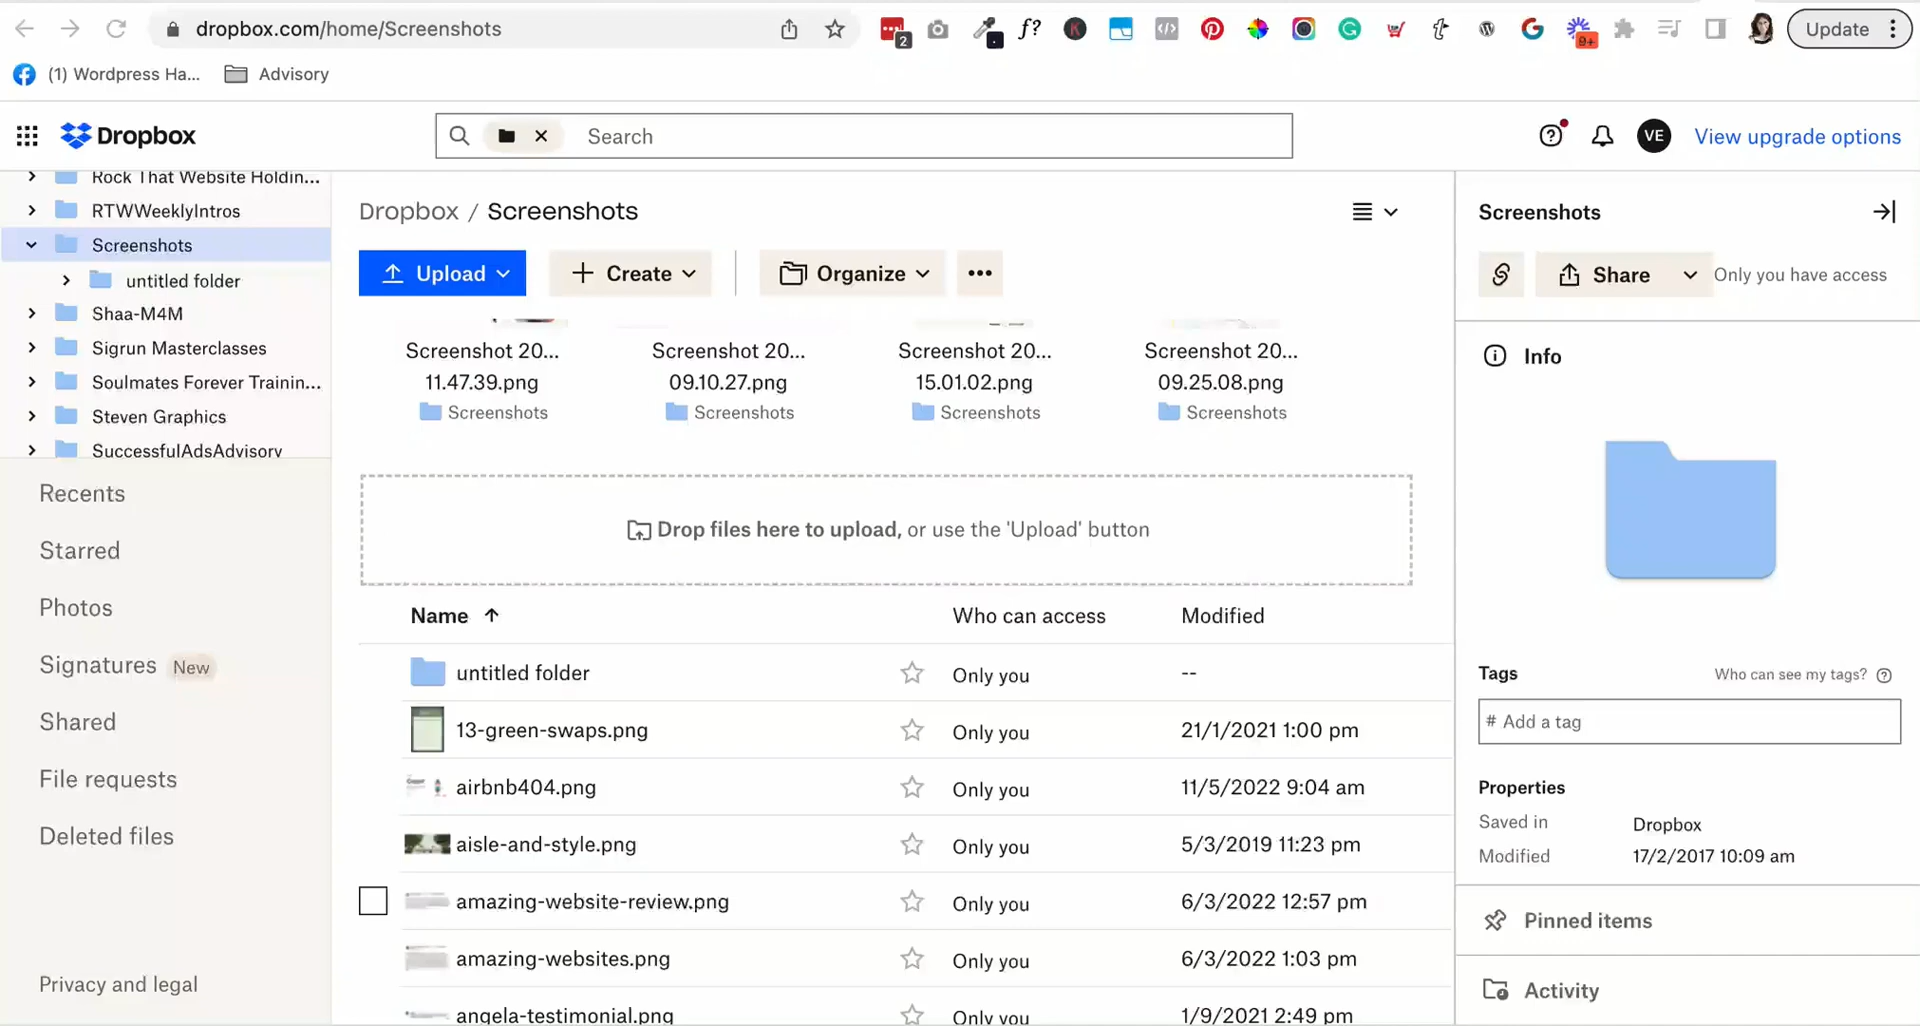 dropbox.com/home/Screenshots
2
f?
K
9+
Update
(1) Wordpress Ha...
Advisory
Dropbox
Search
VE
View upgrade options
Rock That Website Holdin...
RTWWeeklyIntros
Screenshots
untitled folder
Shaa-M4M
Sigrun Masterclasses
Soulmates Forever Trainin...
Steven Graphics
SuccessfulAdsAdvisory
Recents
Starred
Photos
Signatures New
Shared
File requests
Deleted files
Privacy and legal
Dropbox / Screenshots
Upload
Create
Organize
Screenshot 20... 11.47.39.png
Screenshots
Screenshot 20... 09.10.27.png
Screenshots
Screenshot 20... 15.01.02.png
Screenshots
Screenshot 20... 09.25.08.png
Screenshots
Drop files here to upload, or use the 'Upload' button
Name Who can access Modified
untitled folder Only you --
13-green-swaps.png Only you 21/1/2021 1:00 pm
airbnb404.png Only you 11/5/2022 9:04 am
aisle-and-style.png Only you 5/3/2019 11:23 pm
amazing-website-review.png Only you 6/3/2022 12:57 pm
amazing-websites.png Only you 6/3/2022 1:03 pm
angela-testimonial.png Only you 1/9/2021 2:49 pm
Screenshots
Share
Only you have access
Info
Tags
Who can see my tags?
# Add a tag
Properties
Saved in Dropbox
Modified 17/2/2017 10:09 am
Pinned items
Activity